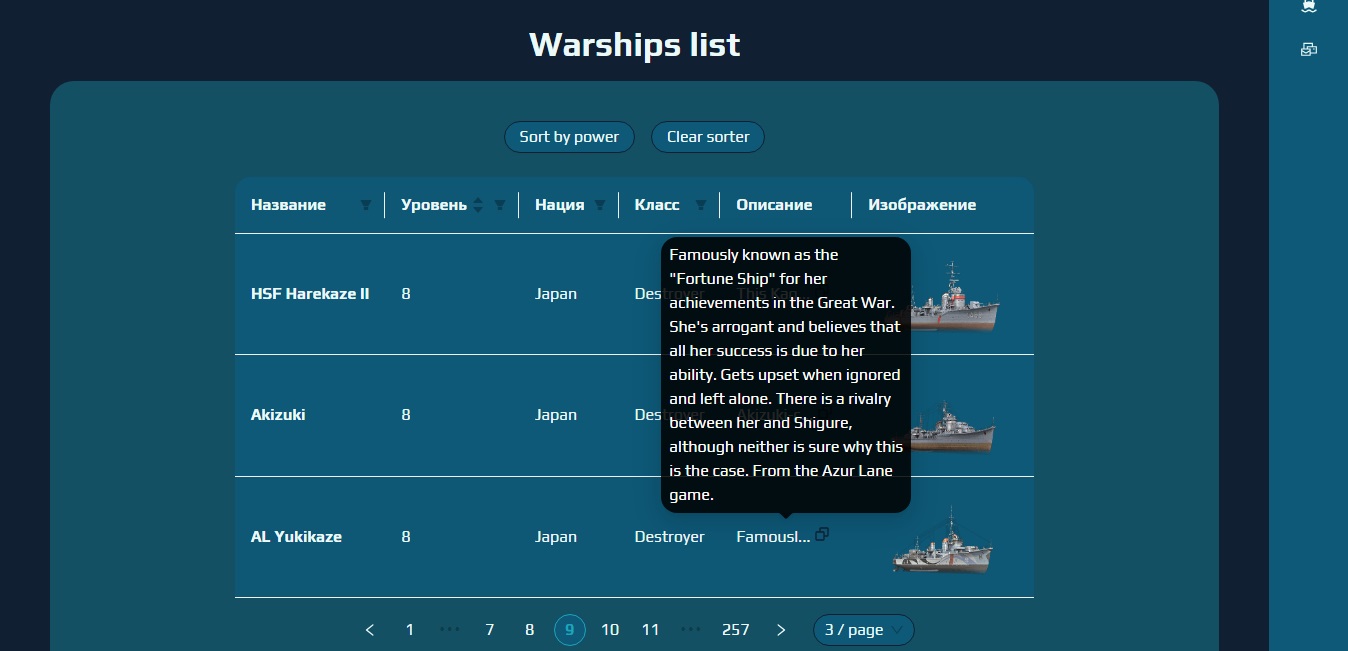 Warships list
Sort by power
Clear sorter
Название
Уровень
Нация
Класс
Описание
Изображение
HSF Harekaze II
8
Japan
Destroyer
This Kag...
Famously known as the
"Fortune Ship" for her
achievements in the Great War.
She's arrogant and believes that
all her success is due to her
ability. Gets upset when ignored
and left alone. There is a rivalry
between her and Shigure,
although neither is sure why this
is the case. From the Azur Lane
game.
Akizuki
8
Japan
Destroyer
AL Yukikaze
8
Japan
Destroyer
Famousl...
1 ••• 7 8 9 10 11 ••• 257
3 / page